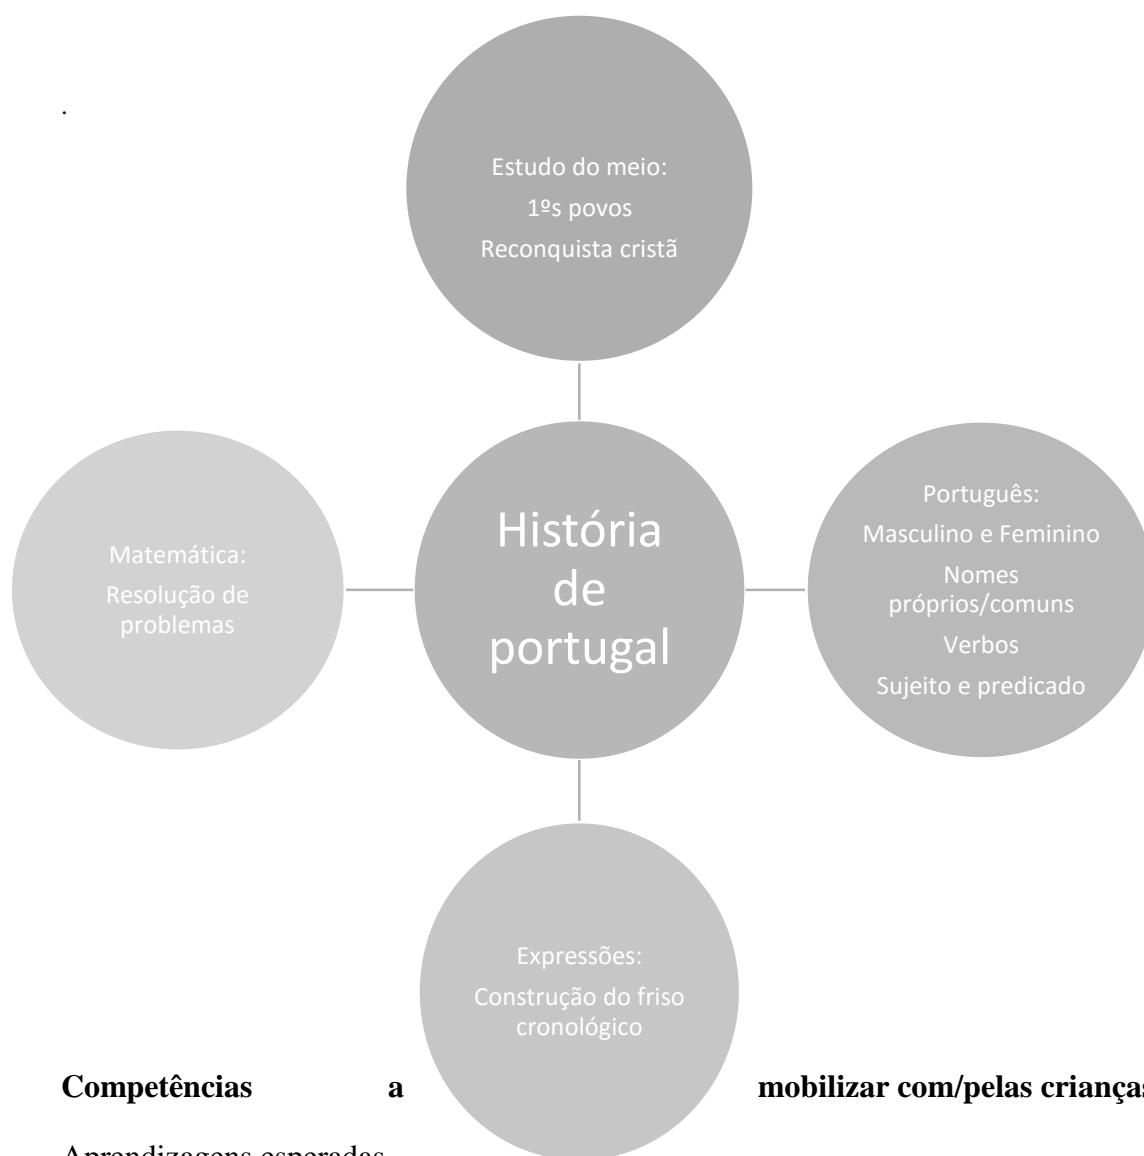 .
Estudo do meio:
1ºs povos
Reconquista cristã
História
de
portugal
Matemática:
Resolução de
problemas
Português:
Masculino e Feminino
Nomes
próprios/comuns
Verbos
Sujeito e predicado
Expressões:
Construção do friso
cronológico
Competências a mobilizar com/pelas crianças
Aprendizagens esperadas